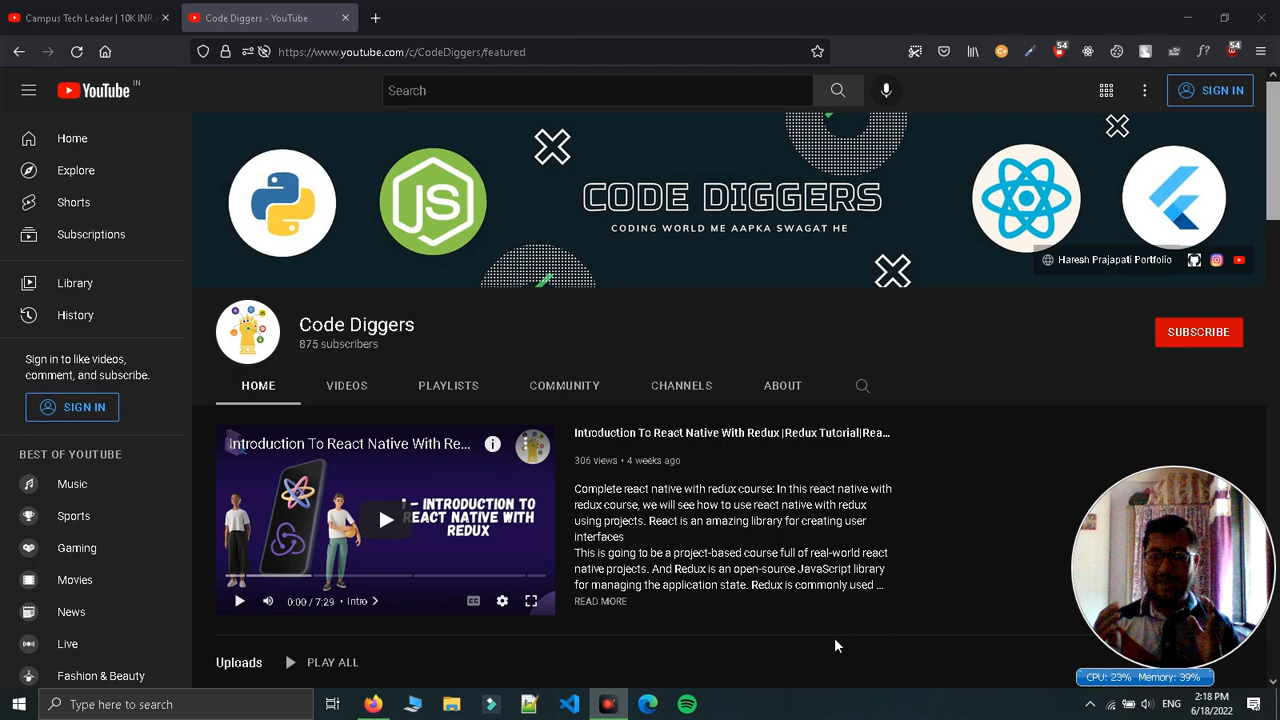 Campus Tech Leader | 10K INR
Code Diggers - YouTube
https://www.youtube.com/c/CodeDiggers/featured
54
54
YouTube IN
Search
SIGN IN
Home
Explore
Shorts
Subscriptions
Library
History
Sign in to like videos,
comment, and subscribe.
SIGN IN
BEST OF YOUTUBE
Music
Sports
Gaming
Movies
News
Live
Fashion & Beauty
JS
CODE DIGGERS
CODING WORLD ME AAPKA SWAGAT HE
Haresh Prajapati Portfolio
Code Diggers
875 subscribers
SUBSCRIBE
HOME
VIDEOS
PLAYLISTS
COMMUNITY
CHANNELS
ABOUT
Introduction To React Native With Re...
- INTRODUCTION TO
REACT NATIVE WITH
REDUX
0:00 / 7:29 • Intro
Introduction To React Native With Redux |Redux Tutorial|Rea...
306 views • 4 weeks ago
Complete react native with redux course: In this react native with
redux course, we will see how to use react native with redux
using projects. React is an amazing library for creating user
interfaces
This is going to be a project-based course full of real-world react
native projects. And Redux is an open-source JavaScript library
for managing the application state. Redux is commonly used ...
READ MORE
Uploads
PLAY ALL
CPU: 23% Memory: 39%
Type here to search
ENG
2:18 PM
6/18/2022